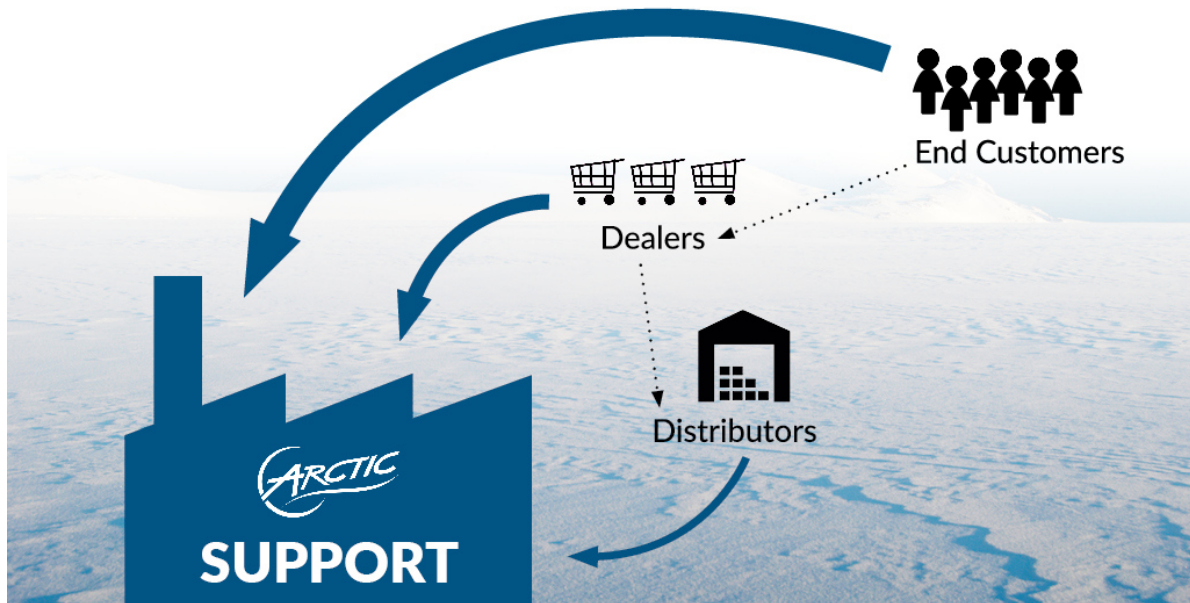 End Customers
Dealers
Distributors
ARCTIC
SUPPORT